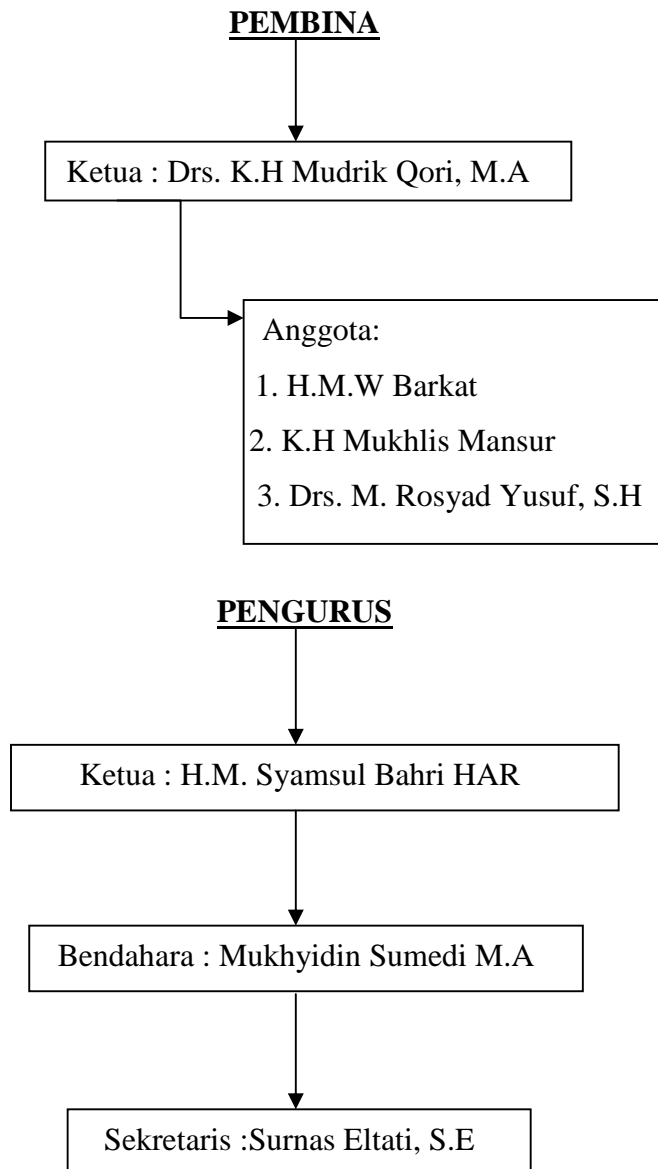 PEMBINA
Ketua : Drs. K.H Mudrik Qori, M.A
Anggota:
1. H.M.W Barkat
2. K.H Mukhlis Mansur
3. Drs. M. Rosyad Yusuf, S.H
PENGURUS
Ketua : H.M. Syamsul Bahri HAR
Bendahara : Mukhyidin Sumedi M.A
Sekretaris :Surnas Eltati, S.E